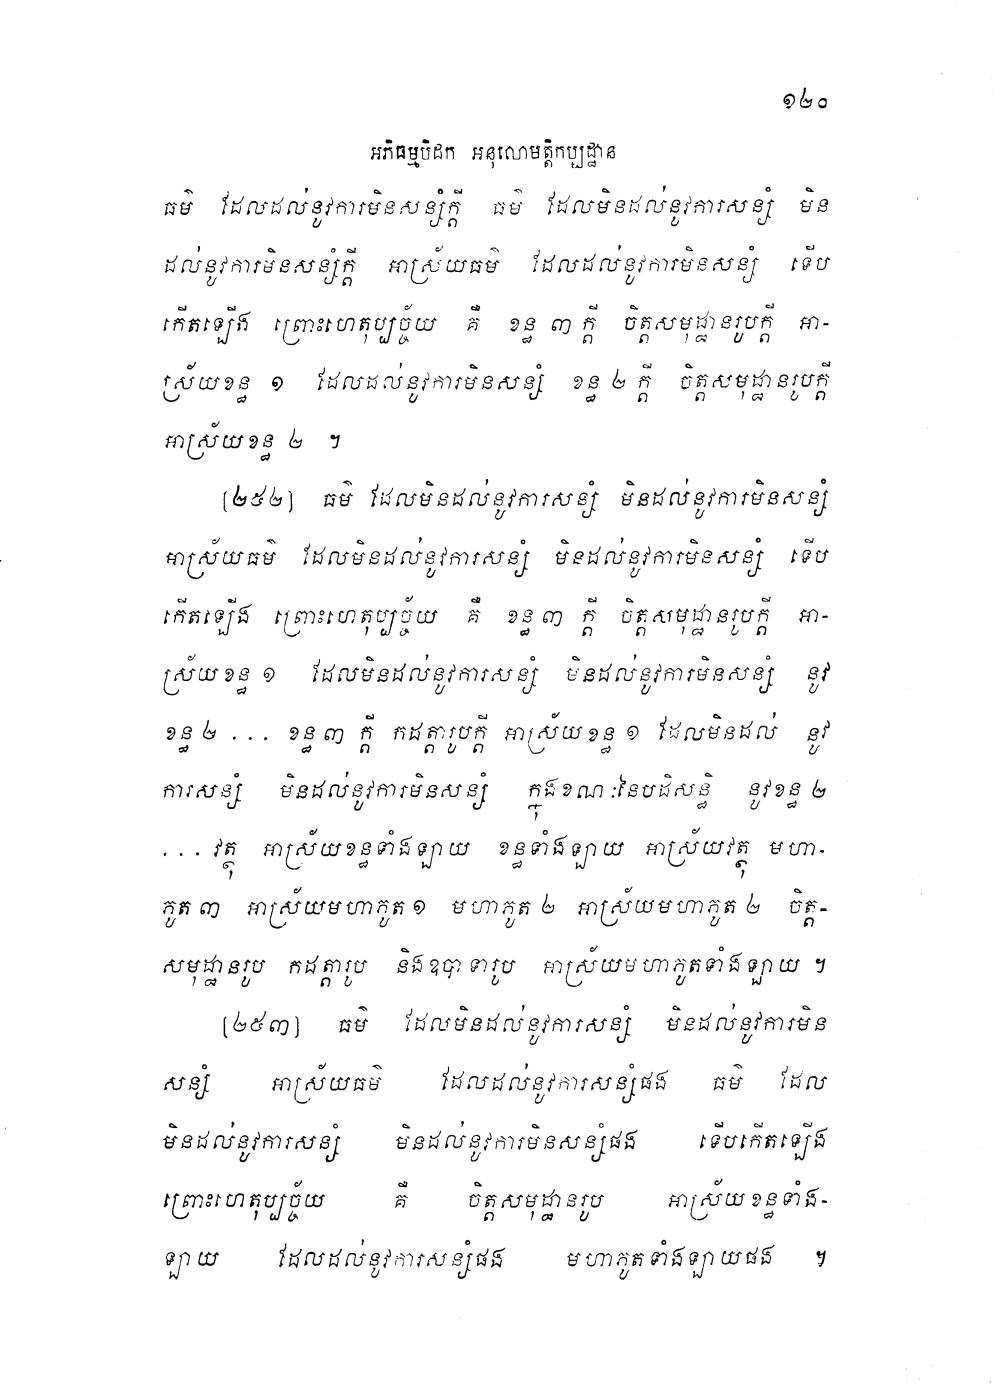 ១២០
អភិធម្មបិដក អនុលោមត្តិកប្បដ្ឋាន
ធម៌ ដែលដល់នូវការមិនសន្សំក្តី ធម៌ ដែលមិនដល់នូវការសន្សំ មិន
ដល់នូវការមិនសន្សំក្តី អាស្រ័យធម៌ ដែលដល់នូវការមិនសន្សំ ទើប
កើតឡើង ព្រោះហេតុប្បច្ច័យ គឺ ខន្ធ ៣ ក្តី ចិត្តសមុដ្ឋានរូបក្តី អា-
ស្រ័យខន្ធ ១ ដែលដល់នូវការមិនសន្សំ ខន្ធ ២ ក្តី ចិត្តសមុដ្ឋានរូបក្តី
អាស្រ័យខន្ធ ២ ។
(២៥២) ធម៌ ដែលមិនដល់នូវការសន្សំ មិនដល់នូវការមិនសន្សំ
អាស្រ័យធម៌ ដែលមិនដល់នូវការសន្សំ មិនដល់នូវការមិនសន្សំ ទើប
កើតឡើង ព្រោះហេតុប្បច្ច័យ គឺ ខន្ធ ៣ ក្តី ចិត្តសមុដ្ឋានរូបក្តី អា-
ស្រ័យខន្ធ ១ ដែលមិនដល់នូវការសន្សំ មិនដល់នូវការមិនសន្សំ នូវ
ខន្ធ ២ ... ខន្ធ ៣ ក្តី កដត្តារូបក្តី អាស្រ័យខន្ធ ១ ដែលមិនដល់ នូវ
ការសន្សំ មិនដល់នូវការមិនសន្សំ ក្នុងខណៈនៃបដិសន្ធិ នូវខន្ធ ២
... វត្ថុ អាស្រ័យខន្ធទាំងឡាយ ខន្ធទាំងឡាយ អាស្រ័យវត្ថុ មហា-
ភូត ៣ អាស្រ័យមហាភូត ១ មហាភូត ២ អាស្រ័យមហាភូត ២ ចិត្ត-
សមុដ្ឋានរូប កដត្តារូប និងឧបាទារូប អាស្រ័យមហាភូតទាំងឡាយ ។
(២៥៣) ធម៌ ដែលមិនដល់នូវការសន្សំ មិនដល់នូវការមិន
សន្សំ អាស្រ័យធម៌ ដែលដល់នូវការសន្សំផង ធម៌ ដែល
មិនដល់នូវការសន្សំ មិនដល់នូវការមិនសន្សំផង ទើបកើតឡើង
ព្រោះហេតុប្បច្ច័យ គឺ ចិត្តសមុដ្ឋានរូប អាស្រ័យខន្ធទាំង-
ឡាយ ដែលដល់នូវការសន្សំផង មហាភូតទាំងឡាយផង ។